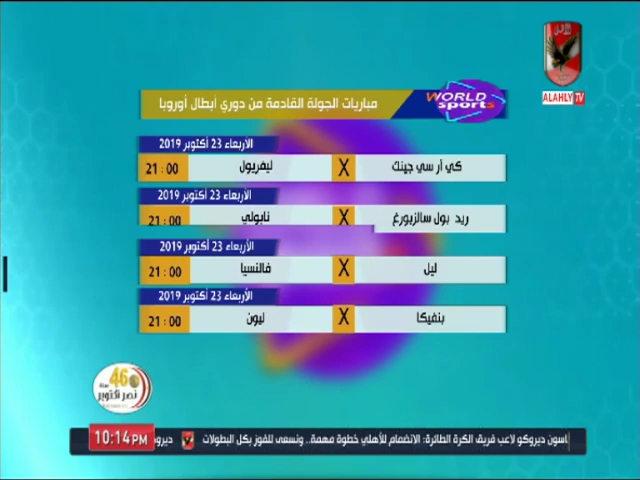 مباريات الجولة القادمة من دوري أبطال أوروبا
WORLD
sports
ALAHLY TV
الأربعاء 23 أكتوبر 2019
كي آر سي جينك X ليفربول 21:00
الأربعاء 23 أكتوبر 2019
ريد بول سالزبورغ X نابولي 21:00
الأربعاء 23 أكتوبر 2019
ليل X فالنسيا 21:00
الأربعاء 23 أكتوبر 2019
بنفيكا X ليون 21:00
46 سنة
نصر أكتوبر
اسون ديروكو لاعب فريق الكرة الطائرة: الانضمام للأهلي خطوة مهمة.. ونسعى للفوز بكل البطولات
10:14 PM